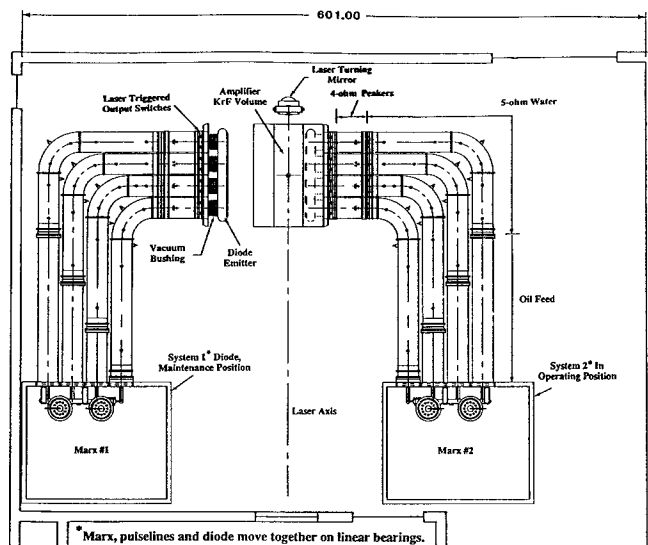 601.00
Laser Turning
Mirror
Amplifier
KrF Volume
4-ohm Peakers
Laser Triggered
Output Switches
5-ohm Water
Vacuum
Bushing
Diode
Emitter
Oil Feed
System 1* Diode,
Maintenance Position
System 2* In
Operating Position
Laser Axis
Marx #1
Marx #2
*Marx, pulselines and diode move together on linear bearings.